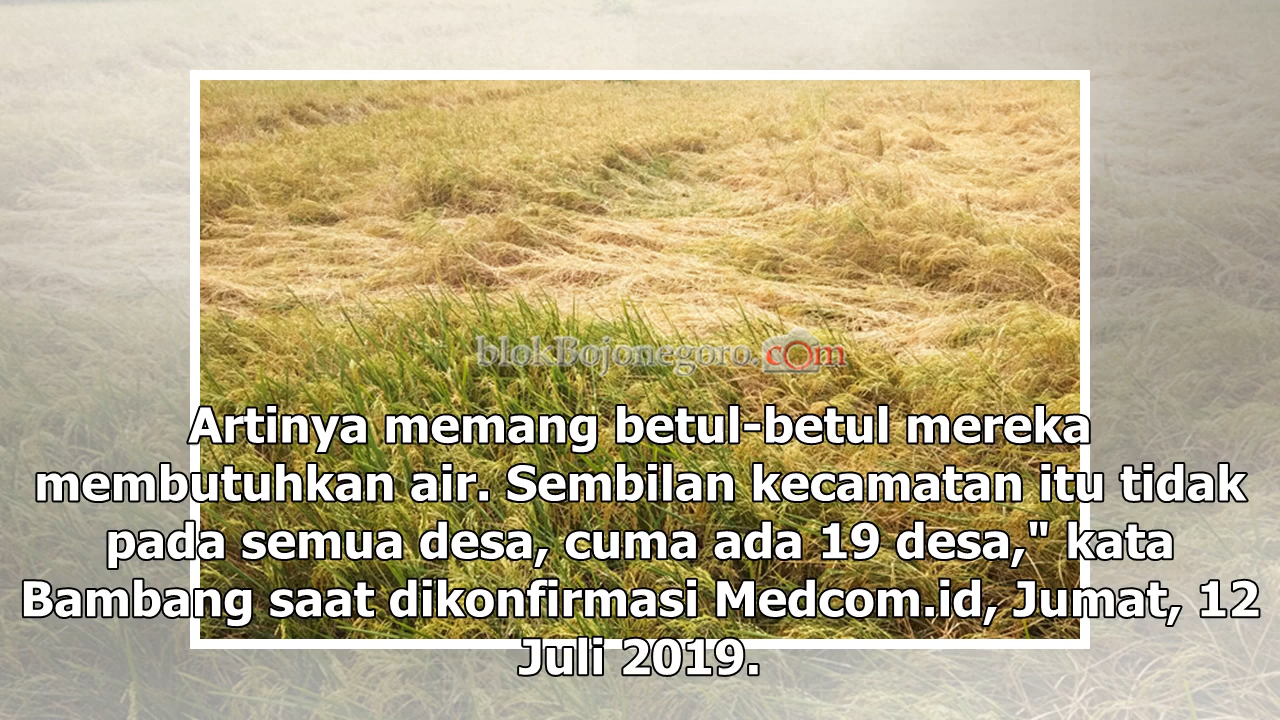 blokBojonegoro.com
Artinya memang betul-betul mereka
membutuhkan air. Sembilan kecamatan itu tidak
pada semua desa, cuma ada 19 desa," kata
Bambang saat dikonfirmasi Medcom.id, Jumat, 12
Juli 2019.